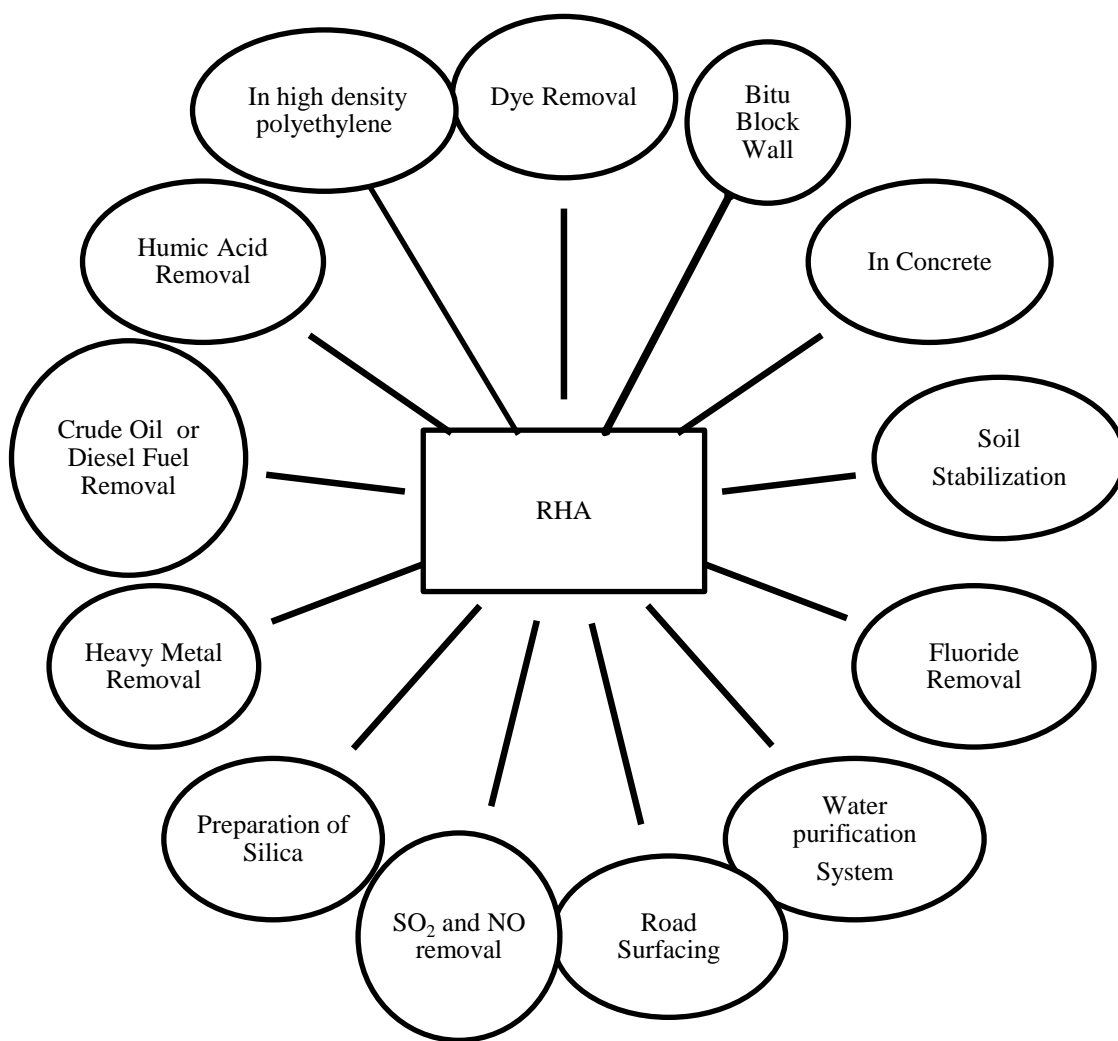 In high density
polyethylene
Dye Removal
Bitu
Block
Wall
Humic Acid
Removal
In Concrete
Crude Oil or
Diesel Fuel
Removal
Soil
Stabilization
RHA
Heavy Metal
Removal
Fluoride
Removal
Preparation of
Silica
Water
purification
System
SO₂ and NO
removal
Road
Surfacing